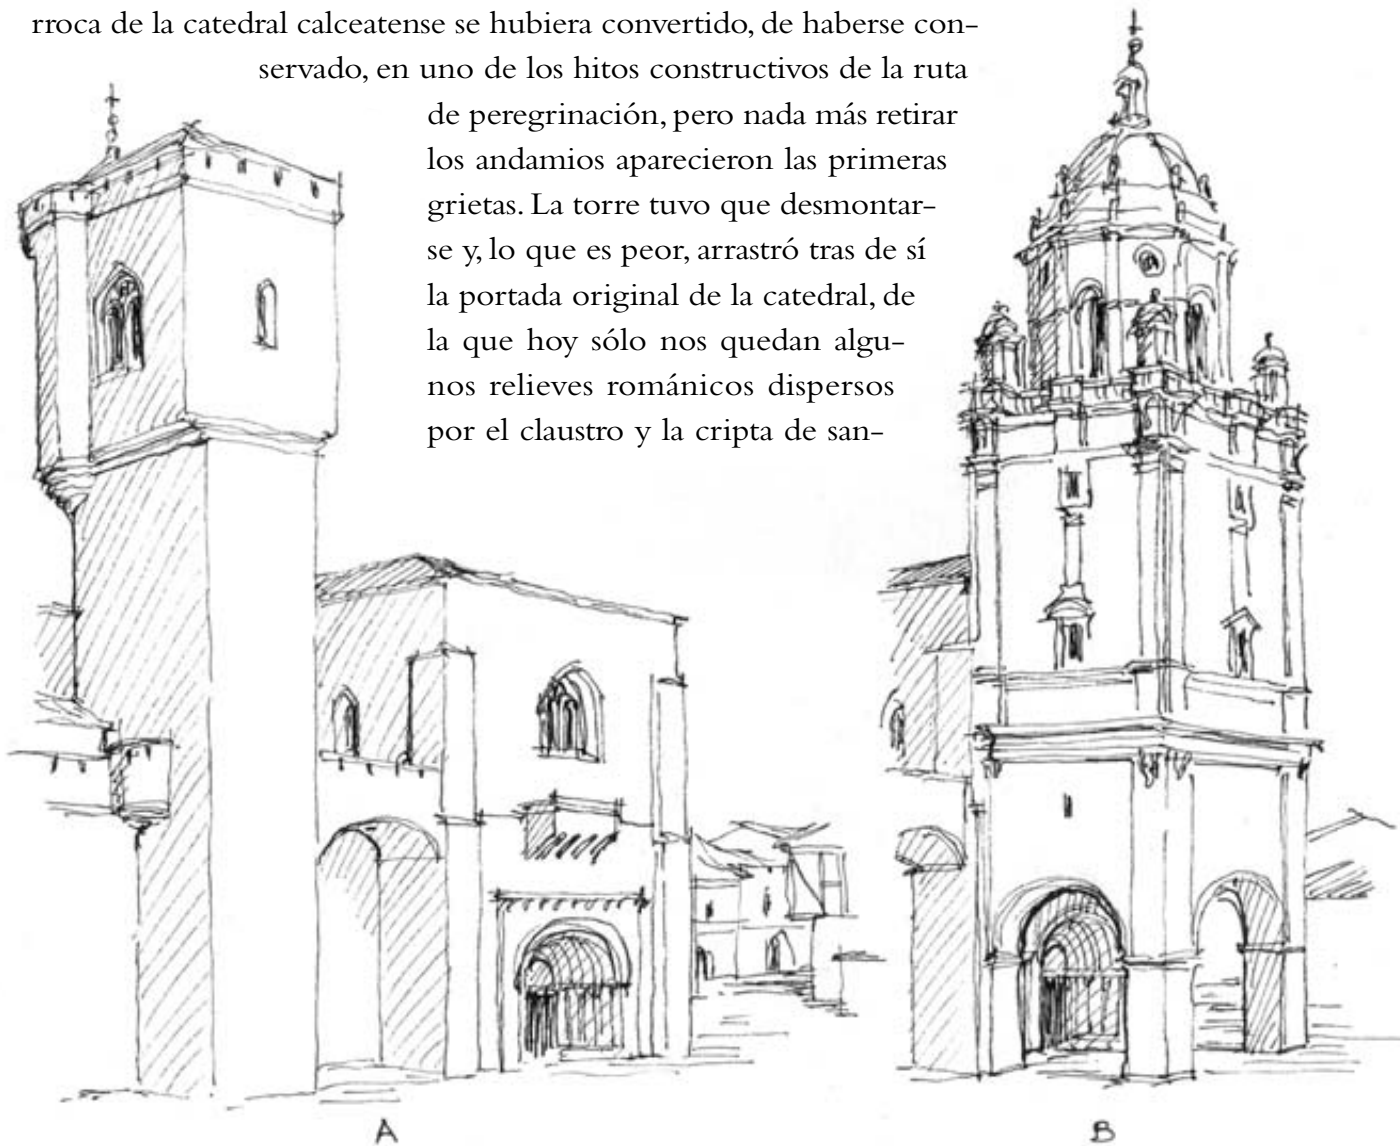 rroca de la catedral calceatense se hubiera convertido, de haberse con-
servado, en uno de los hitos constructivos de la ruta
de peregrinación, pero nada más retirar
los andamios aparecieron las primeras
grietas. La torre tuvo que desmontar-
se y, lo que es peor, arrastró tras de sí
la portada original de la catedral, de
la que hoy sólo nos quedan algu-
nos relieves románicos dispersos
por el claustro y la cripta de san-
A
B